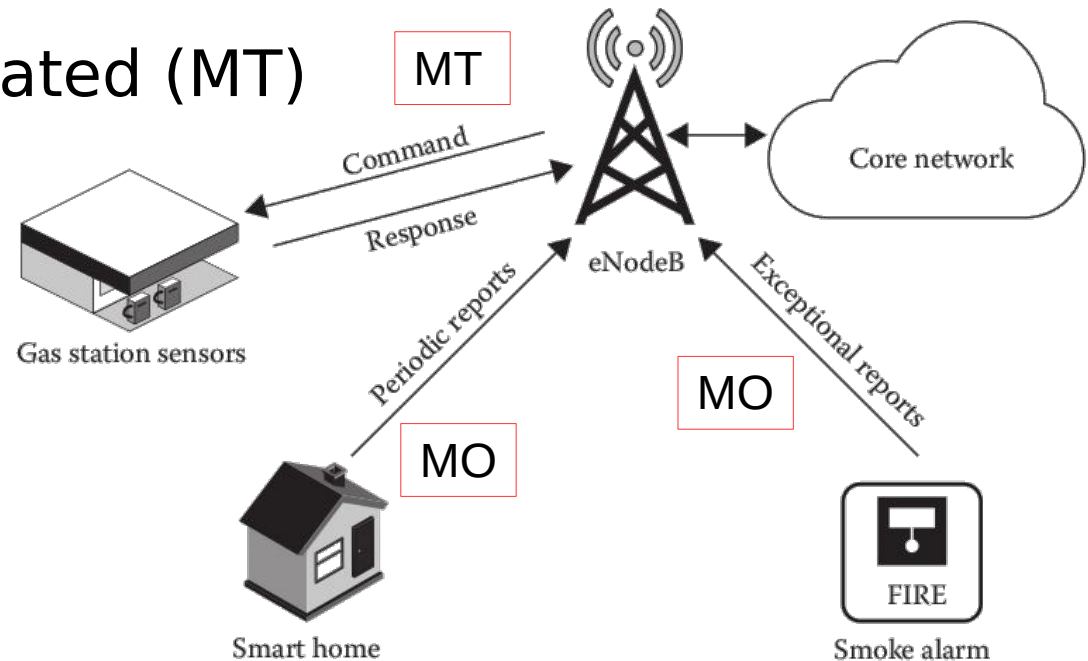 ated (MT)
MT
Command
Response
Core network
eNodeB
Gas station sensors
Periodic reports
Exceptional reports
MO
MO
FIRE
Smart home
Smoke alarm